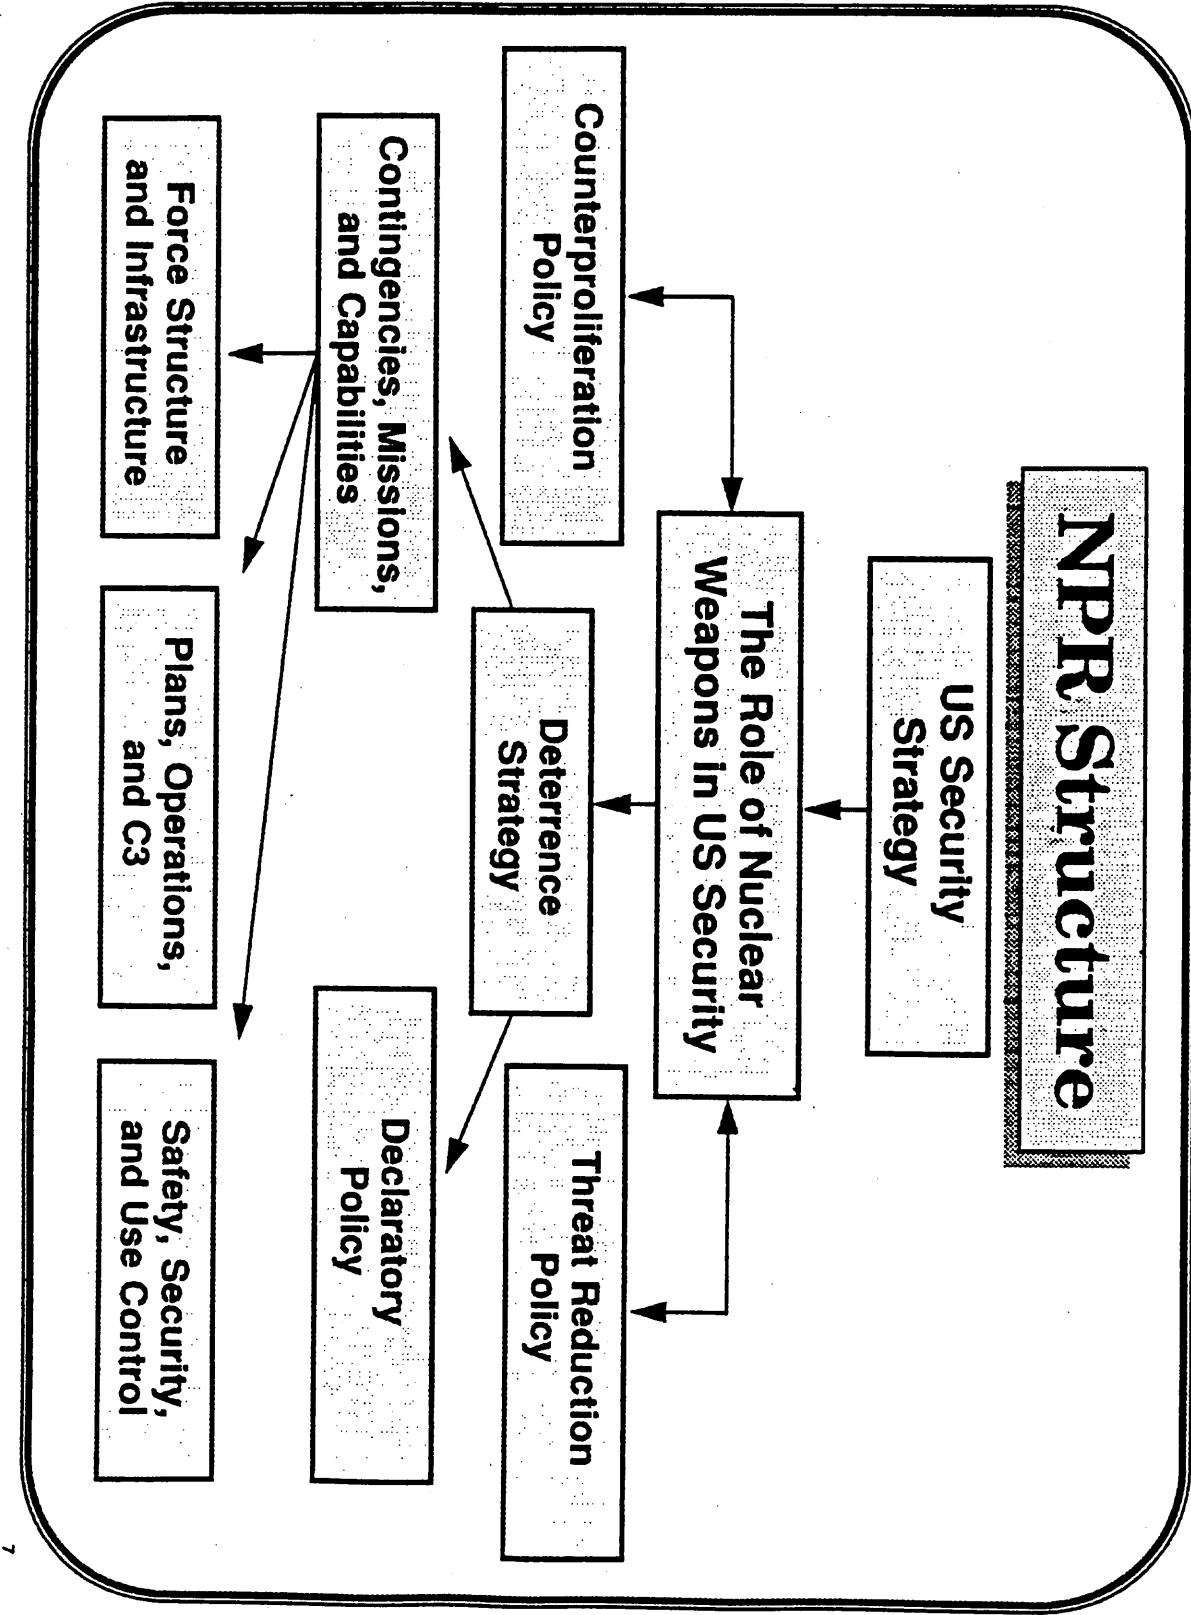 NPR Structure
US Security
Strategy
The Role of Nuclear
Weapons in US Security
Counterproliferation
Policy
Deterrence
Strategy
Threat Reduction
Policy
Contingencies, Missions,
and Capabilities
Declaratory
Policy
Force Structure
and Infrastructure
Plans, Operations,
and C3
Safety, Security,
and Use Control
7